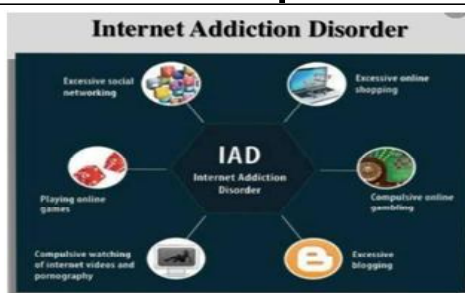 Internet Addiction Disorder
Excessive social
networking
Excessive online
shopping
IAD
Internet Addiction
Disorder
Playing online
games
Compulsive online
gambling
Compulsive watching
of internet videos and
pornography
Excessive
blogging